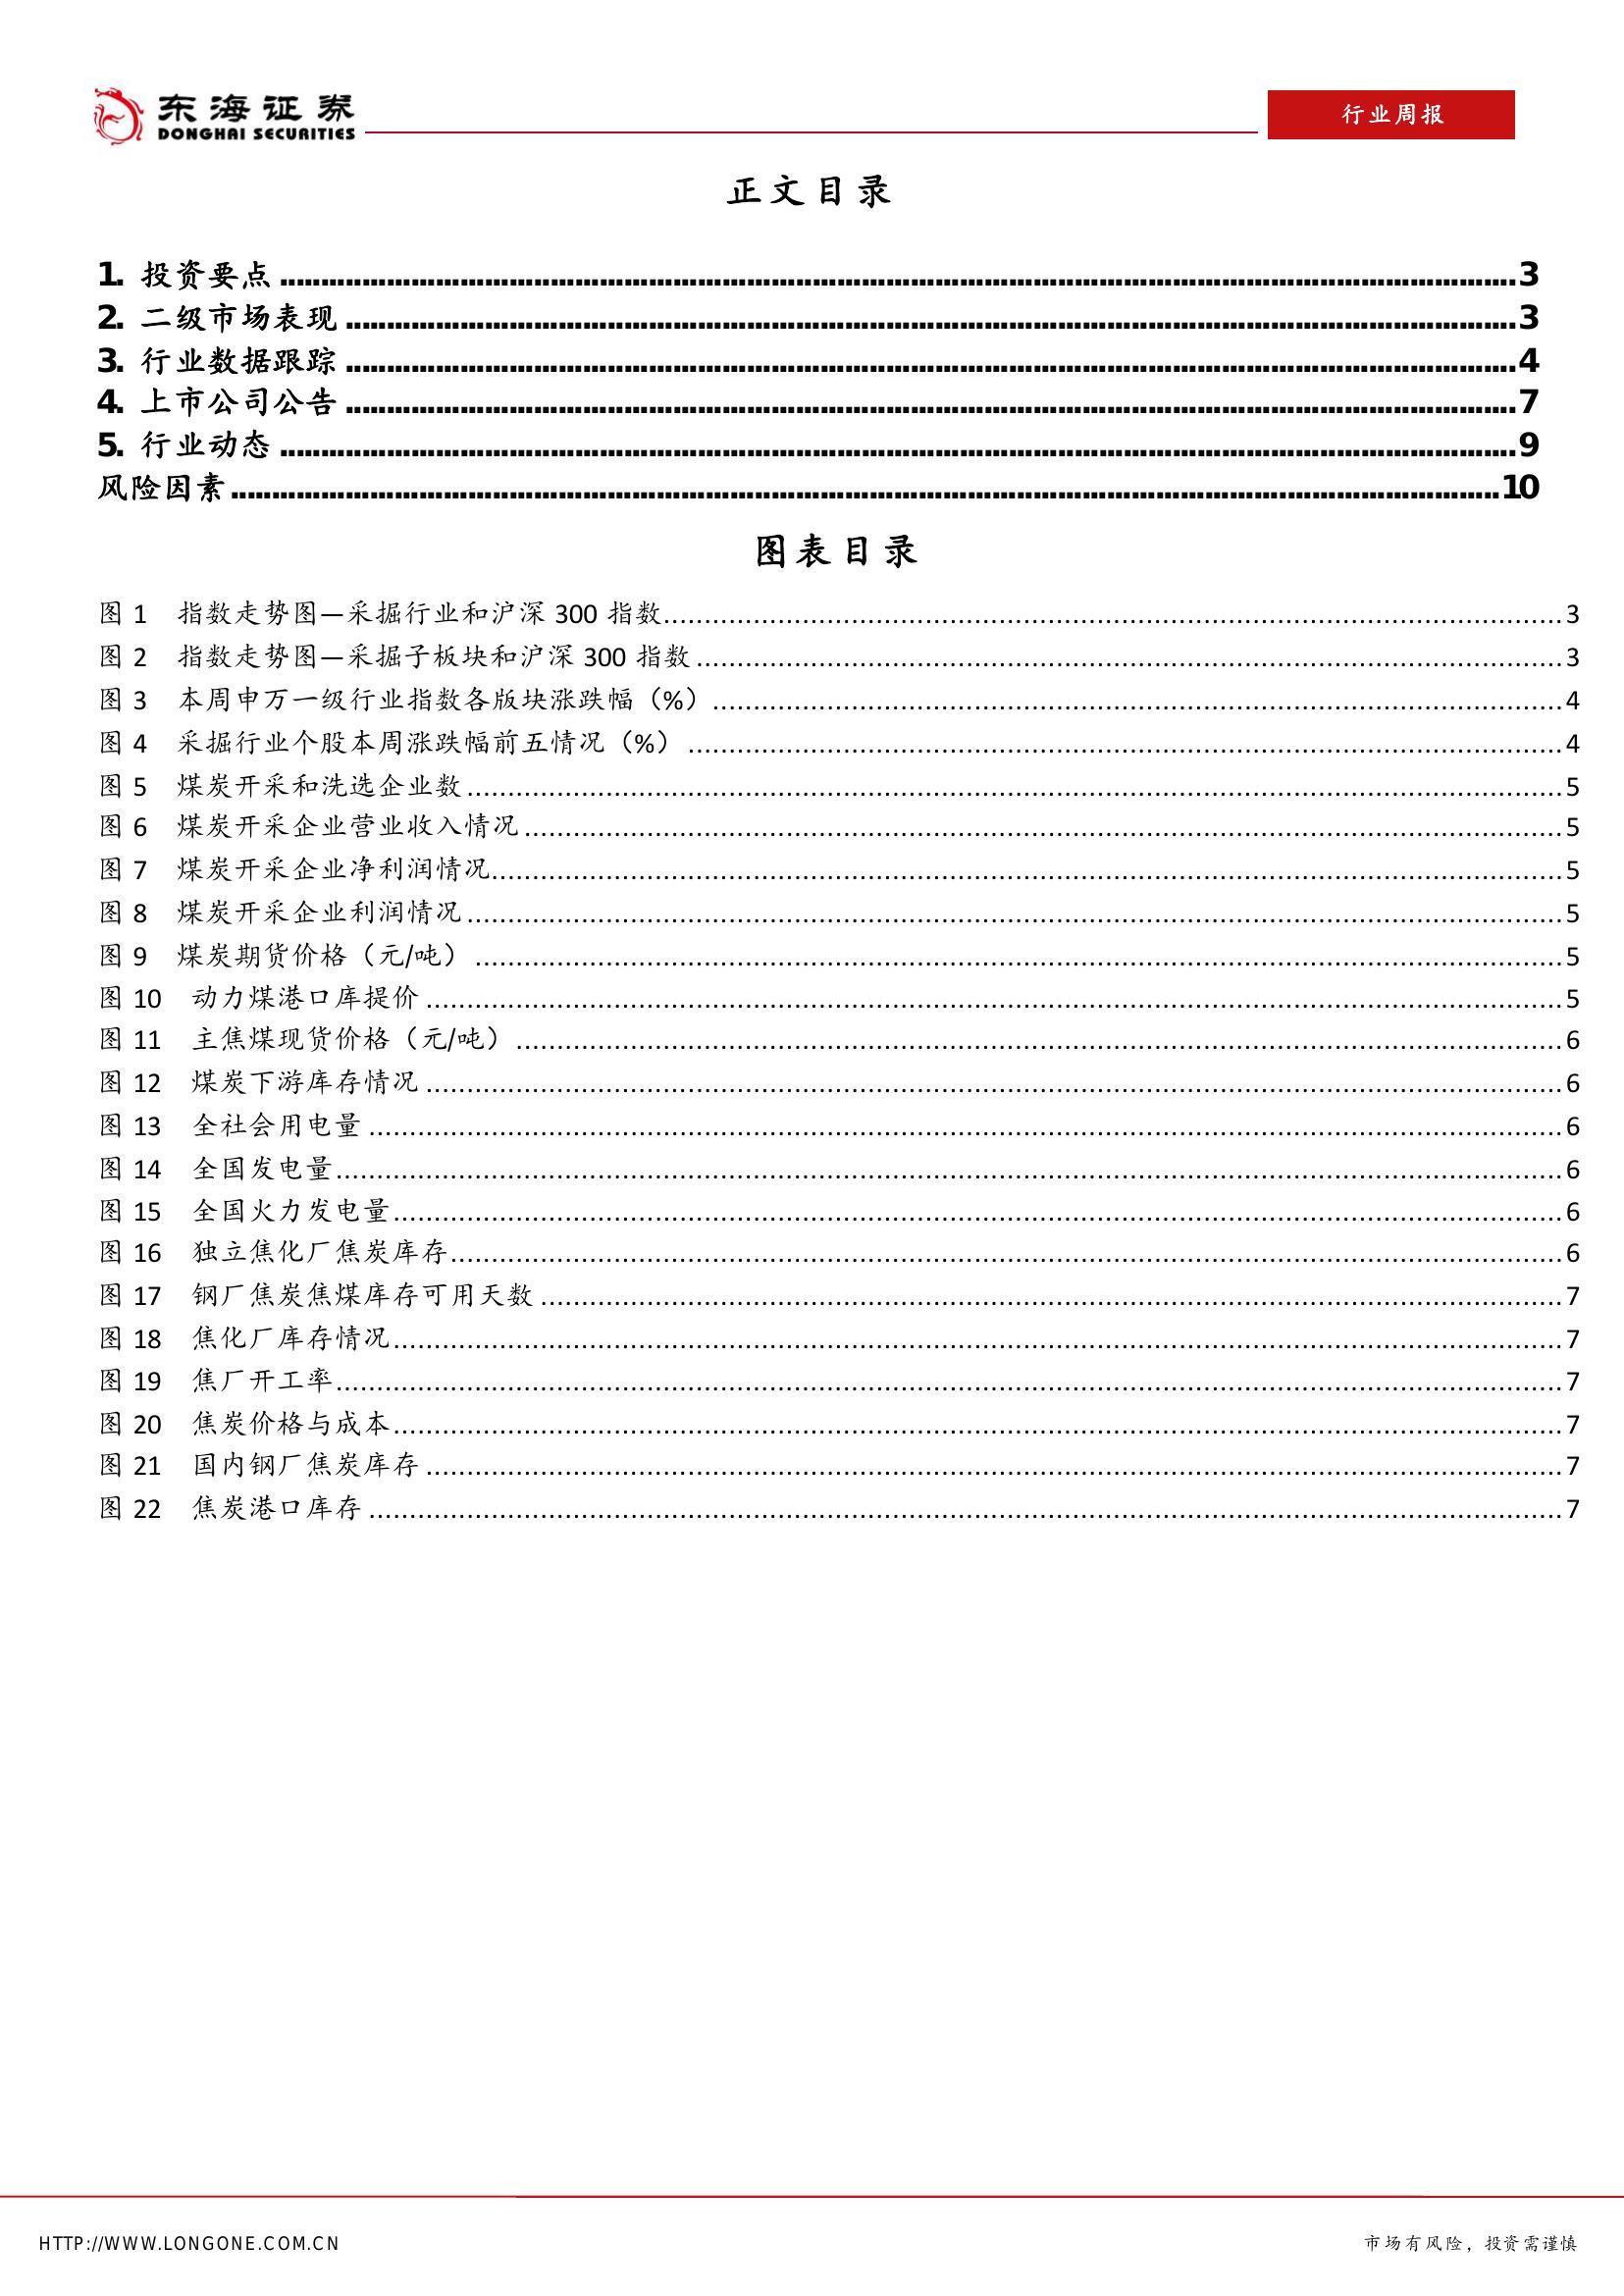 东海证券
DONGHAI SECURITIES
行业周报
正文目录
1. 投资要点 3
2. 二级市场表现 3
3. 行业数据跟踪 4
4. 上市公司公告 7
5. 行业动态 9
风险因素 10
图表目录
图 1 指数走势图—采掘行业和沪深 300 指数 3
图 2 指数走势图—采掘子板块和沪深 300 指数 3
图 3 本周申万一级行业指数各版块涨跌幅（%） 4
图 4 采掘行业个股本周涨跌幅前五情况（%） 4
图 5 煤炭开采和洗选企业数 5
图 6 煤炭开采企业营业收入情况 5
图 7 煤炭开采企业净利润情况 5
图 8 煤炭开采企业利润情况 5
图 9 煤炭期货价格（元/吨） 5
图 10 动力煤港口库提价 5
图 11 主焦煤现货价格（元/吨） 6
图 12 煤炭下游库存情况 6
图 13 全社会用电量 6
图 14 全国发电量 6
图 15 全国火力发电量 6
图 16 独立焦化厂焦炭库存 6
图 17 钢厂焦炭焦煤库存可用天数 7
图 18 焦化厂库存情况 7
图 19 焦厂开工率 7
图 20 焦炭价格与成本 7
图 21 国内钢厂焦炭库存 7
图 22 焦炭港口库存 7
HTTP://WWW.LONGONE.COM.CN
市场有风险，投资需谨慎